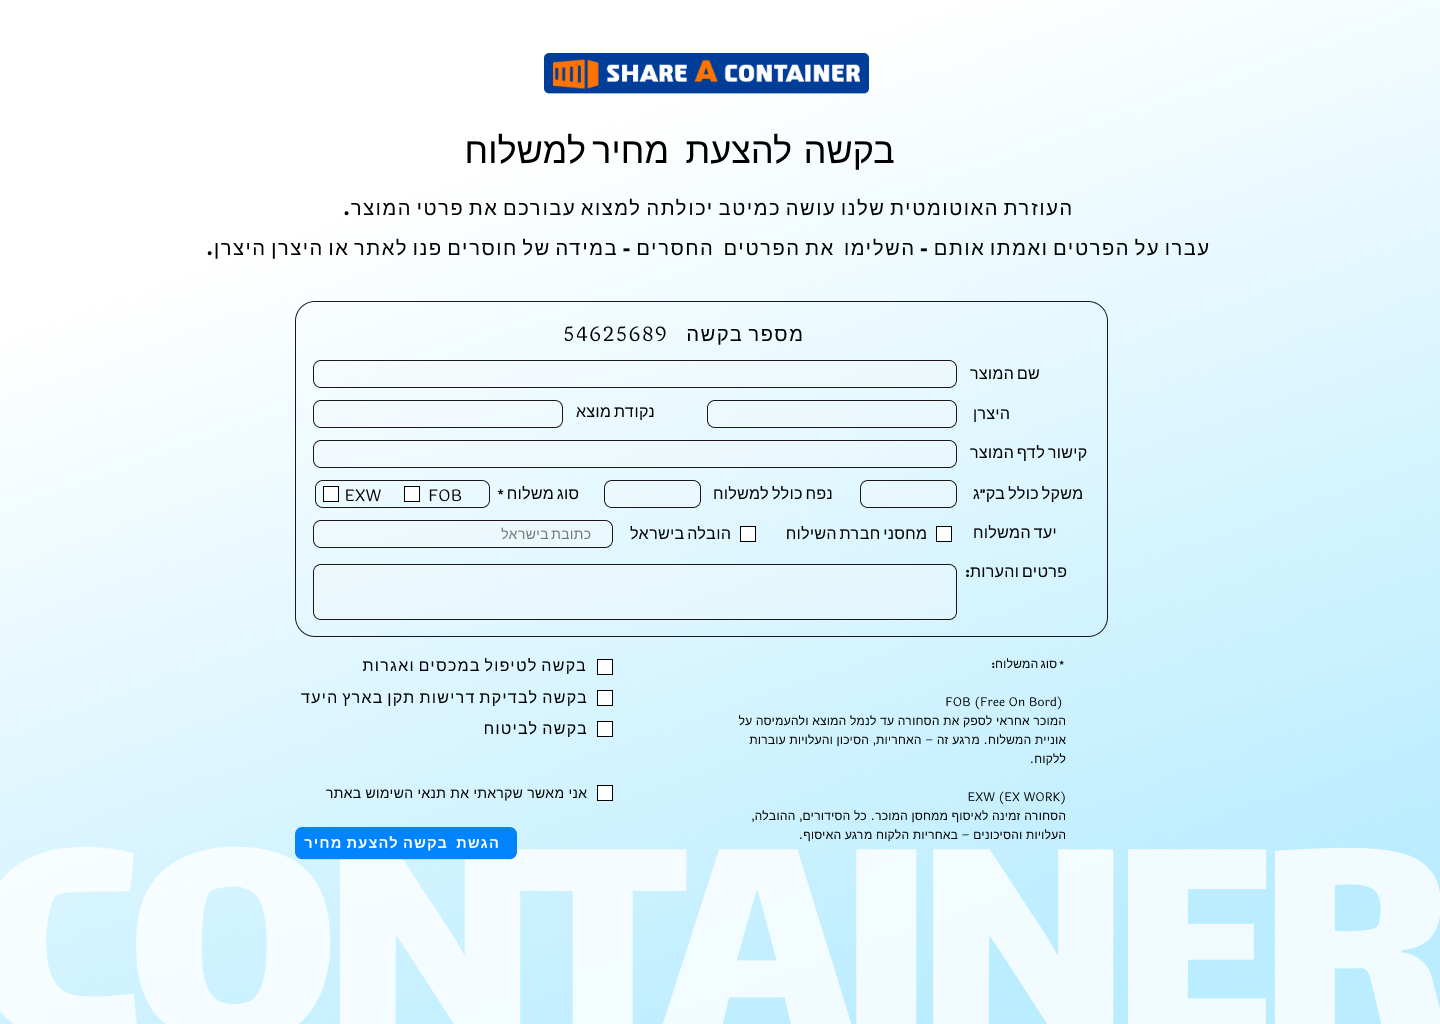 SHARE A CONTAINER
בקשה להצעת מחיר למשלוח
העוזרת האוטומטית שלנו עושה כמיטב יכולתה למצוא עבורכם את פרטי המוצר.
עברו על הפרטים ואמתו אותם - השלימו את הפרטים החסרים - במידה של חוסרים פנו לאתר או היצרן היצרן.
מספר בקשה 54625689
שם המוצר
היצרן נקודת מוצא
קישור לדף המוצר
משקל כולל בק"ג נפח כולל למשלוח סוג משלוח * FOB EXW
יעד המשלוח מחסני חברת השילוח הובלה בישראל כתובת בישראל
פרטים והערות:
* סוג המשלוח:
FOB (Free On Bord)
המוכר אחראי לספק את הסחורה עד לנמל המוצא ולהעמיסה על
אוניית המשלוח. מרגע זה – האחריות, הסיכון והעלויות עוברות
ללקוח.
EXW (EX WORK)
הסחורה זמינה לאיסוף ממחסן המוכר. כל הסידורים, ההובלה,
העלויות והסיכונים – באחריות הלקוח מרגע האיסוף.
בקשה לטיפול במכסים ואגרות
בקשה לבדיקת דרישות תקן בארץ היעד
בקשה לביטוח
אני מאשר שקראתי את תנאי השימוש באתר
הגשת בקשה להצעת מחיר
CONTAINER